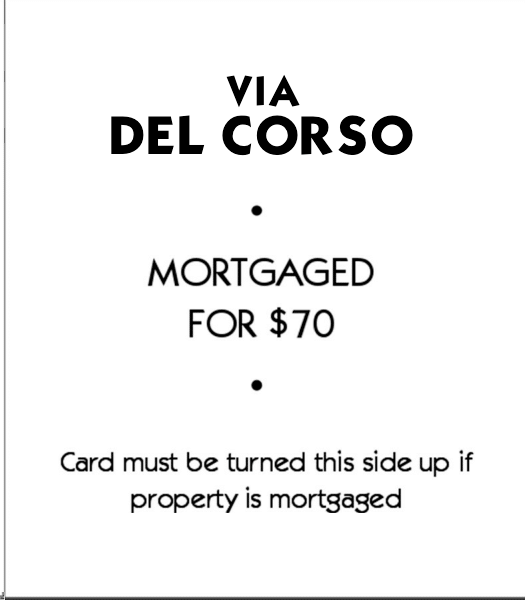 VIA
DEL CORSO
•
MORTGAGED
FOR $70
•
Card must be turned this side up if
property is mortgaged